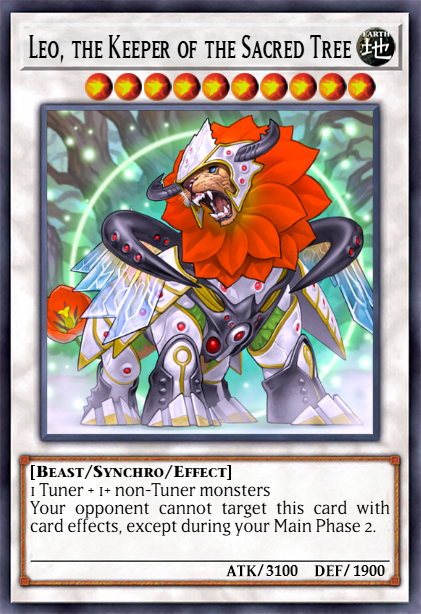 Leo, the Keeper of the Sacred Tree
EARTH
地
[Beast/Synchro/Effect]
1 Tuner + 1+ non-Tuner monsters
Your opponent cannot target this card with
card effects, except during your Main Phase 2.
ATK/3100 DEF/1900